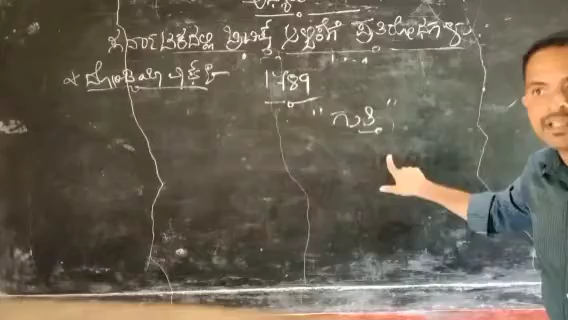 ಕರ್ನಾಟಕದಲ್ಲಿ ಬ್ರಿಟಿಷ್ ಆಳ್ವಿಕೆಗೆ ಪ್ರತಿರೋಧಗಳು
* ದೋಂಡಿಯಾ ವಾಘ್ 1789
"ಗುತ್ತಿ"